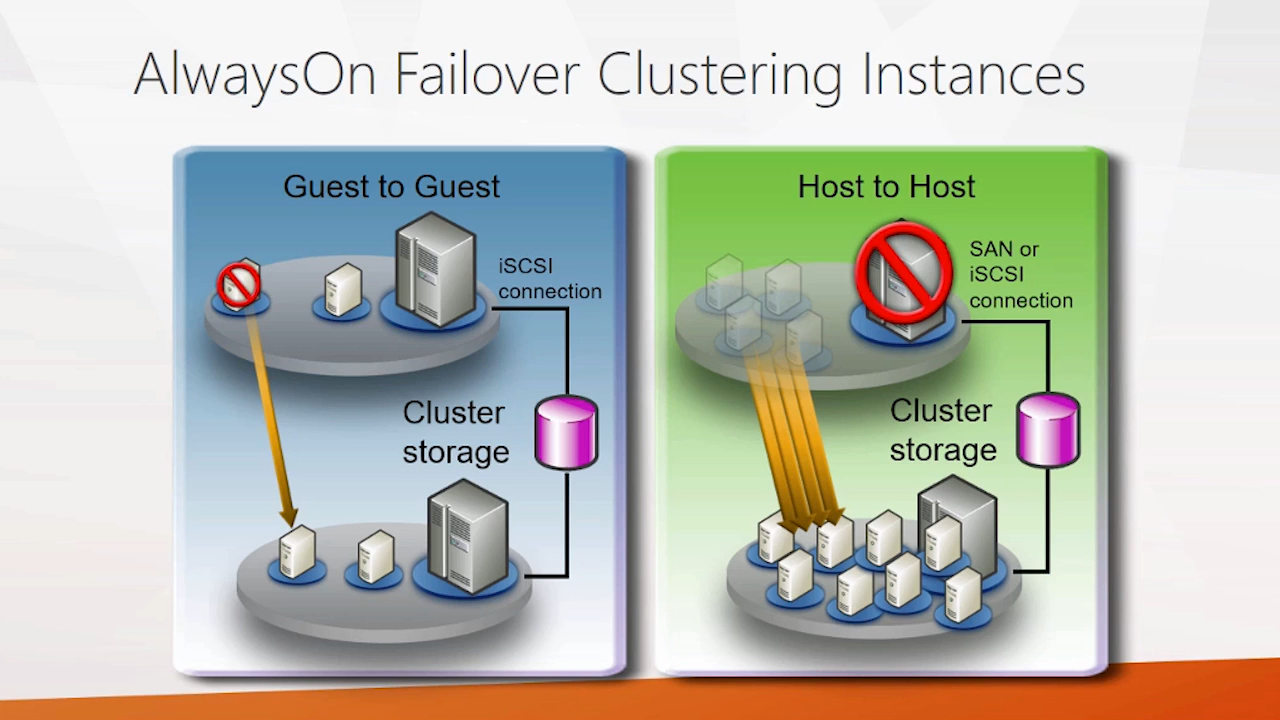 AlwaysOn Failover Clustering Instances
Guest to Guest
iSCSI
connection
Cluster
storage
Host to Host
SAN or
iSCSI
connection
Cluster
storage